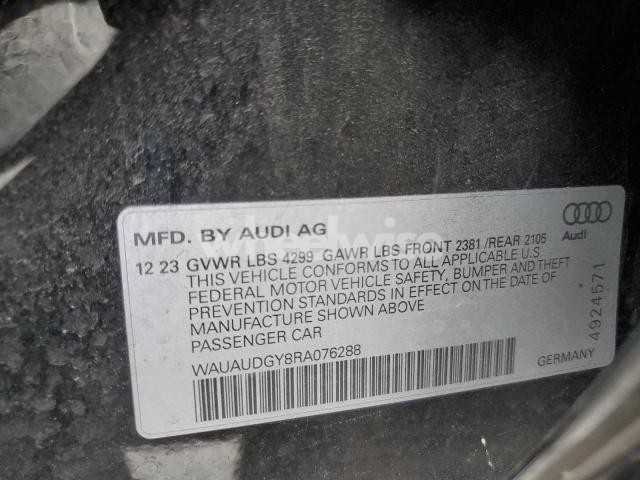 MFD. BY AUDI AG
12 23 GVWR LBS 4299 GAWR LBS FRONT 2381 /REAR 2105
THIS VEHICLE CONFORMS TO ALL APPLICABLE U.S.
FEDERAL MOTOR VEHICLE SAFETY, BUMPER AND THEFT
PREVENTION STANDARDS IN EFFECT ON THE DATE OF
MANUFACTURE SHOWN ABOVE
PASSENGER CAR
WAUAUDGY8RA076288
Audi
4924571
GERMANY